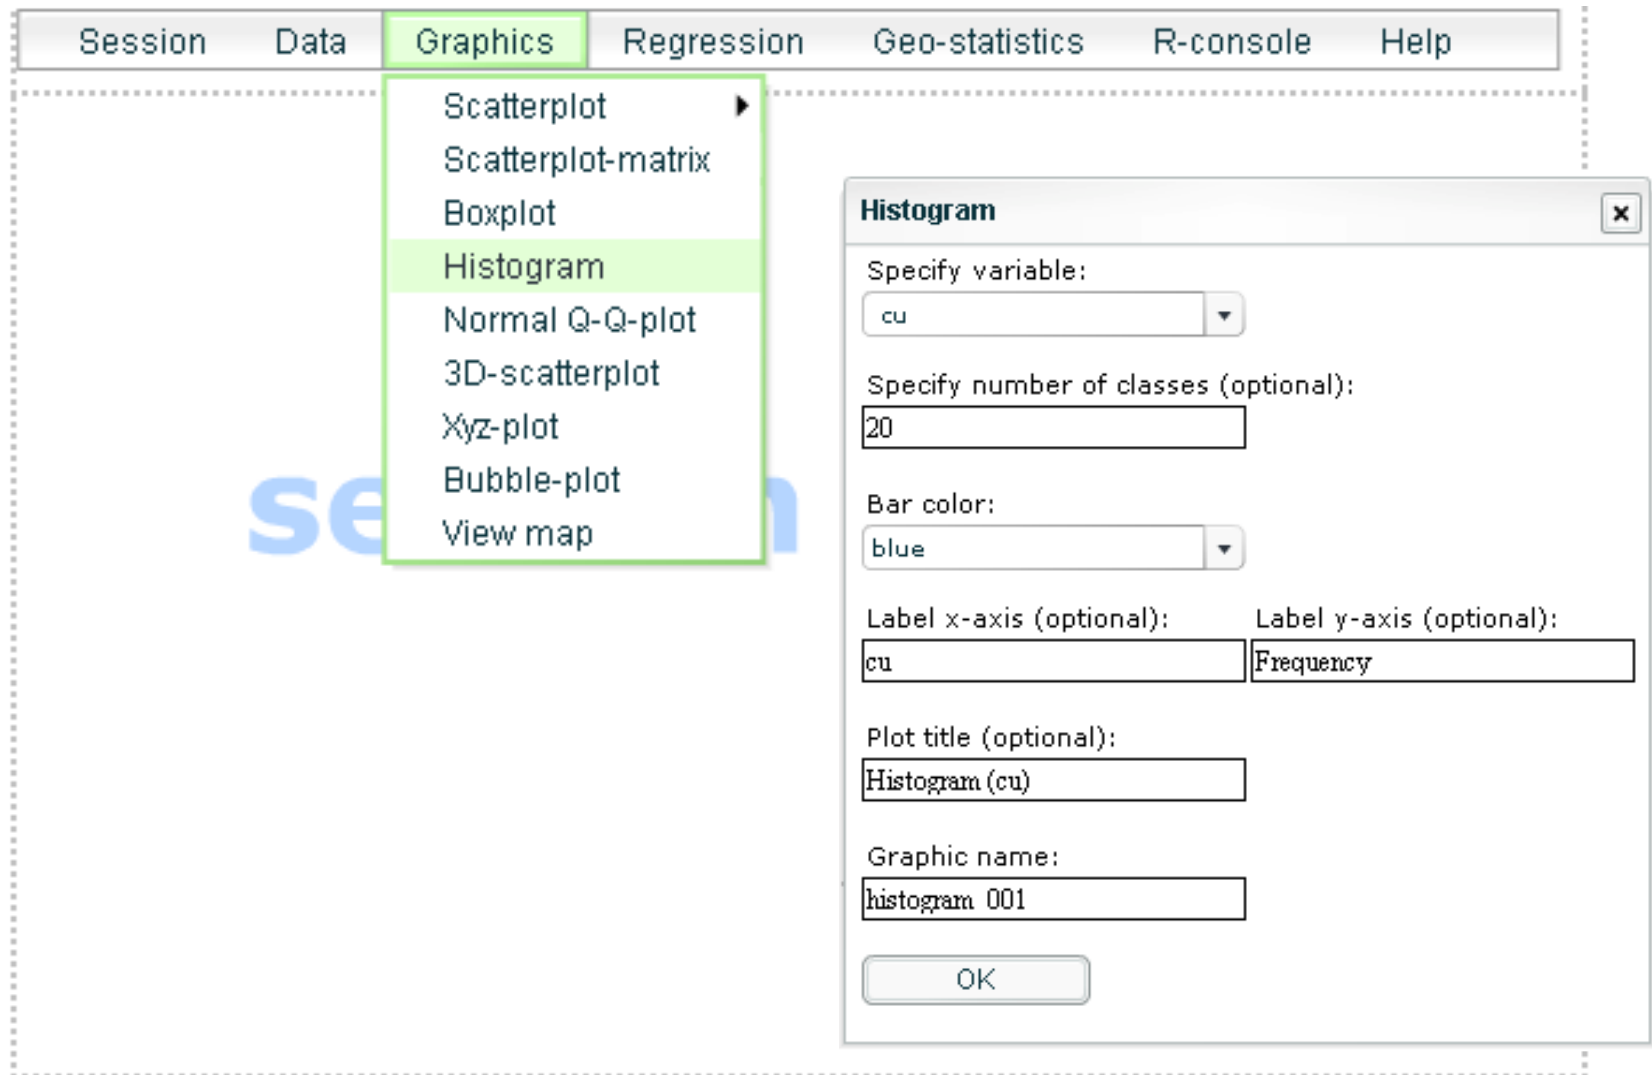 Session Data Graphics Regression Geo-statistics R-console Help
Scatterplot
Scatterplot-matrix
Boxplot
Histogram
Normal Q-Q-plot
3D-scatterplot
Xyz-plot
Bubble-plot
View map
Histogram
Specify variable:
cu
Specify number of classes (optional):
20
Bar color:
blue
Label x-axis (optional): Label y-axis (optional):
cu Frequency
Plot title (optional):
Histogram (cu)
Graphic name:
histogram 001
OK